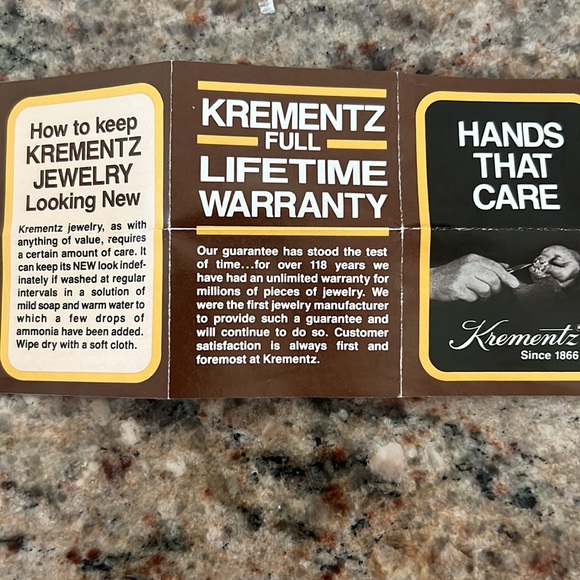 How to keep
KREMENTZ
JEWELRY
Looking New
Krementz jewelry, as with
anything of value, requires
a certain amount of care. It
can keep its NEW look indef-
initely if washed at regular
intervals in a solution of
mild soap and warm water to
which a few drops of
ammonia have been added.
Wipe dry with a soft cloth.
KREMENTZ
FULL
LIFETIME
WARRANTY
Our guarantee has stood the test
of time...for over 118 years we
have had an unlimited warranty for
millions of pieces of jewelry. We
were the first jewelry manufacturer
to provide such a guarantee and
will continue to do so. Customer
satisfaction is always first and
foremost at Krementz.
HANDS
THAT
CARE
Krementz
Since 1866